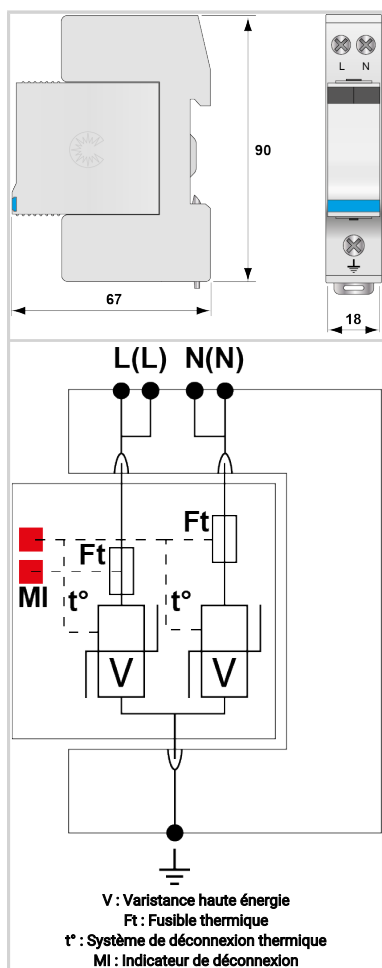 L N
90
67
18
L(L) N(N)
Ft
Ft
MI
t° t°
V V
V : Varistance haute énergie
Ft : Fusible thermique
t° : Système de déconnexion thermique
MI : Indicateur de déconnexion